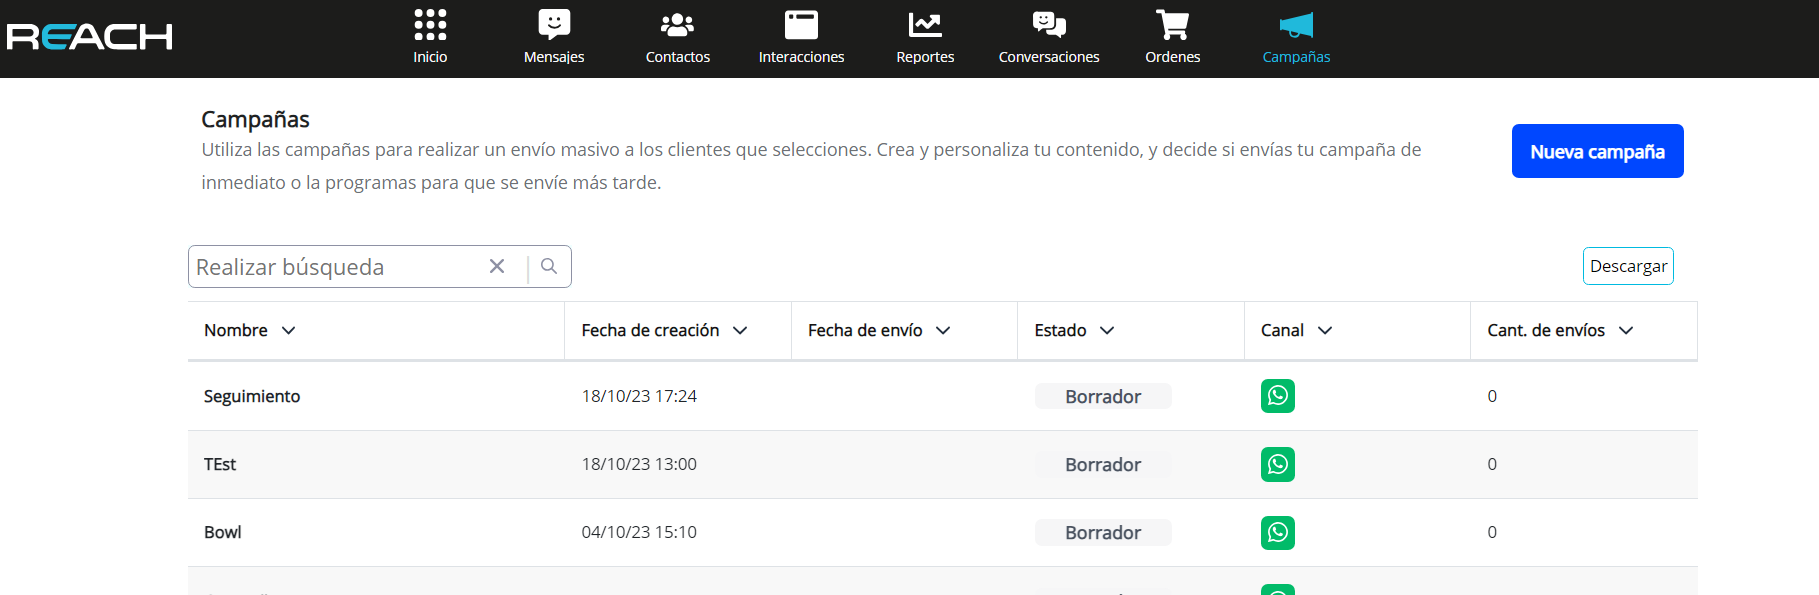 REACH
Inicio
Mensajes
Contactos
Interacciones
Reportes
Conversaciones
Ordenes
Campañas
Campañas
Utiliza las campañas para realizar un envío masivo a los clientes que selecciones. Crea y personaliza tu contenido, y decide si envías tu campaña de
inmediato o la programas para que se envíe más tarde.
Nueva campaña
Realizar búsqueda
Descargar
Nombre Fecha de creación Fecha de envío Estado Canal Cant. de envíos
Seguimiento 18/10/23 17:24 Borrador 0
TEst 18/10/23 13:00 Borrador 0
Bowl 04/10/23 15:10 Borrador 0